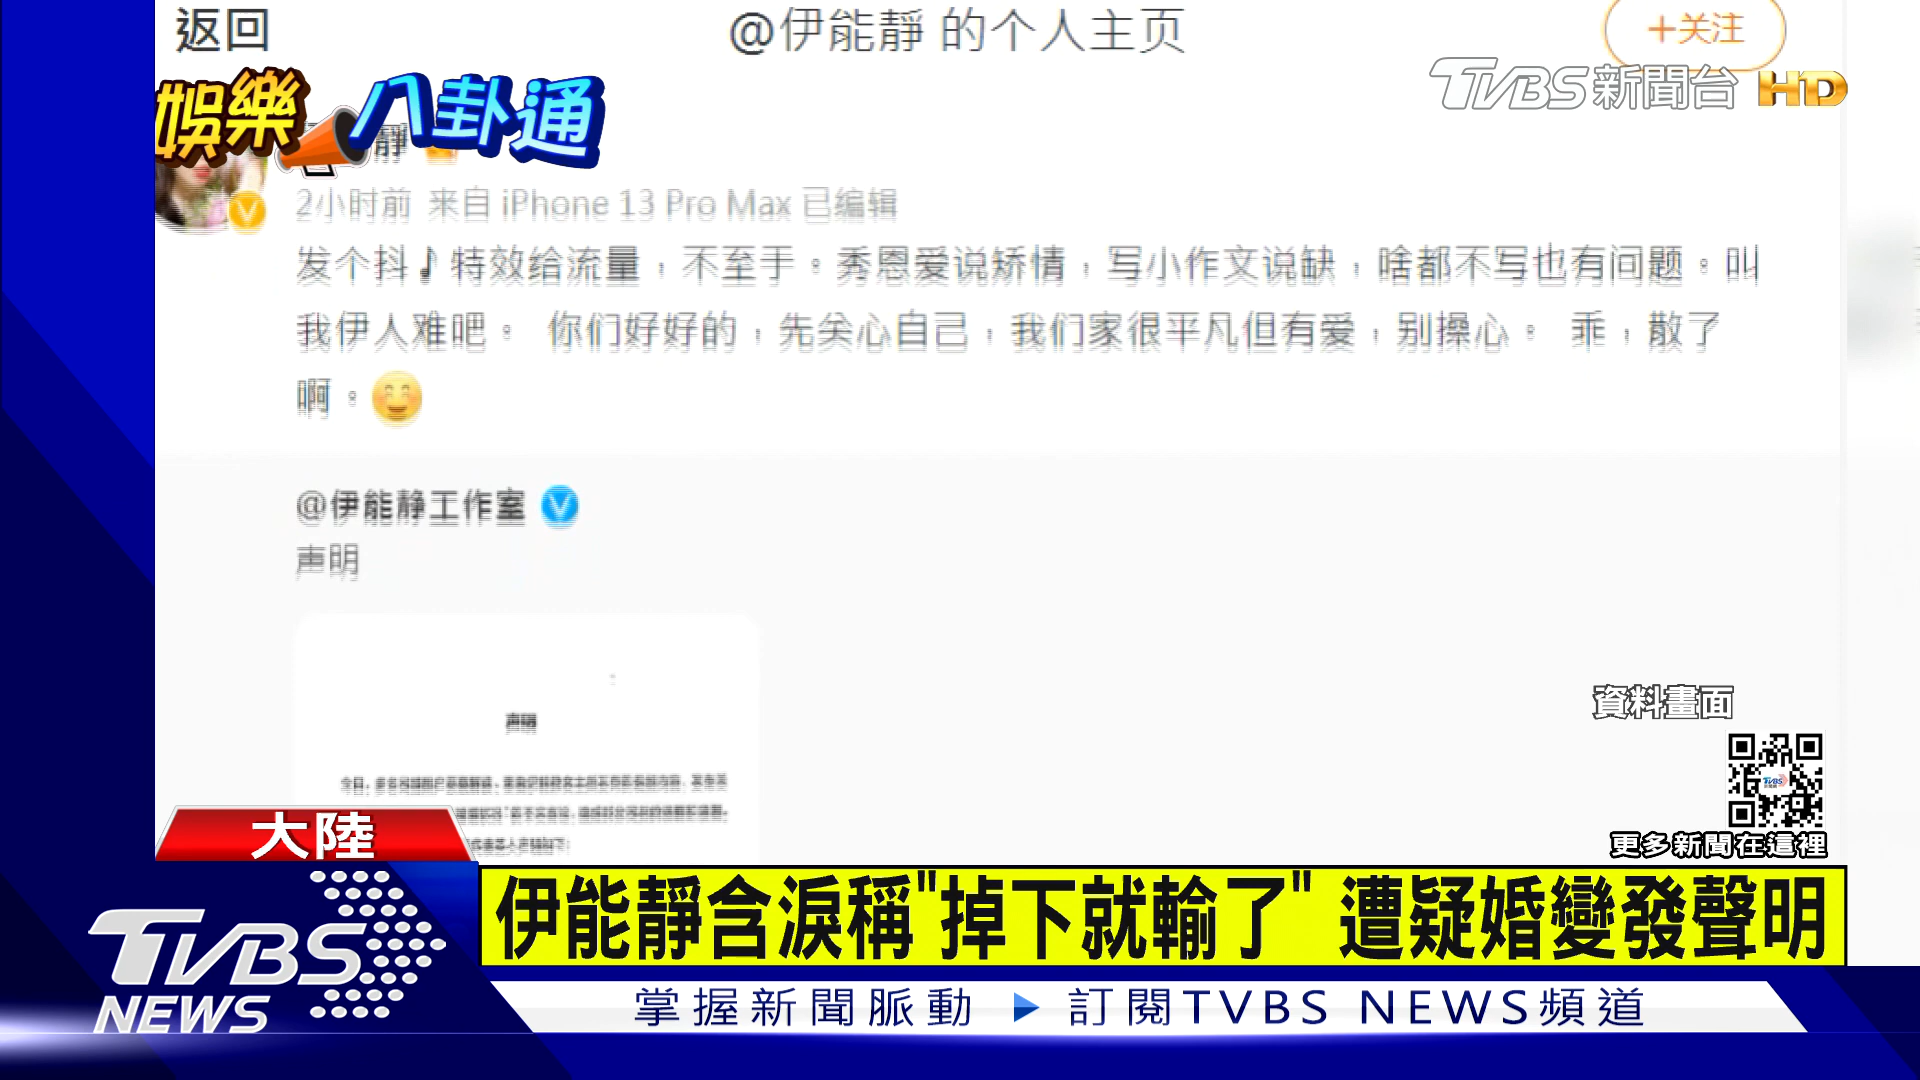 返回
@伊能靜 的个人主页
+关注
TVBS新聞台 HD
娛樂 八卦通
靜
2小时前 来自 iPhone 13 Pro Max 已编辑
发个抖♪特效给流量，不至于。秀恩爱说矫情，写小作文说缺，啥都不写也有问题。叫
我伊人难吧。 你们好好的，先关心自己，我们家很平凡但有爱，别操心。 乖，散了
啊。😊
@伊能静工作室
声明
声明
資料畫面
TVBS
更多新聞在這裡
大陸
伊能靜含淚稱"掉下就輸了" 遭疑婚變發聲明
TVBS
NEWS
掌握新聞脈動 ▶ 訂閱TVBS NEWS頻道